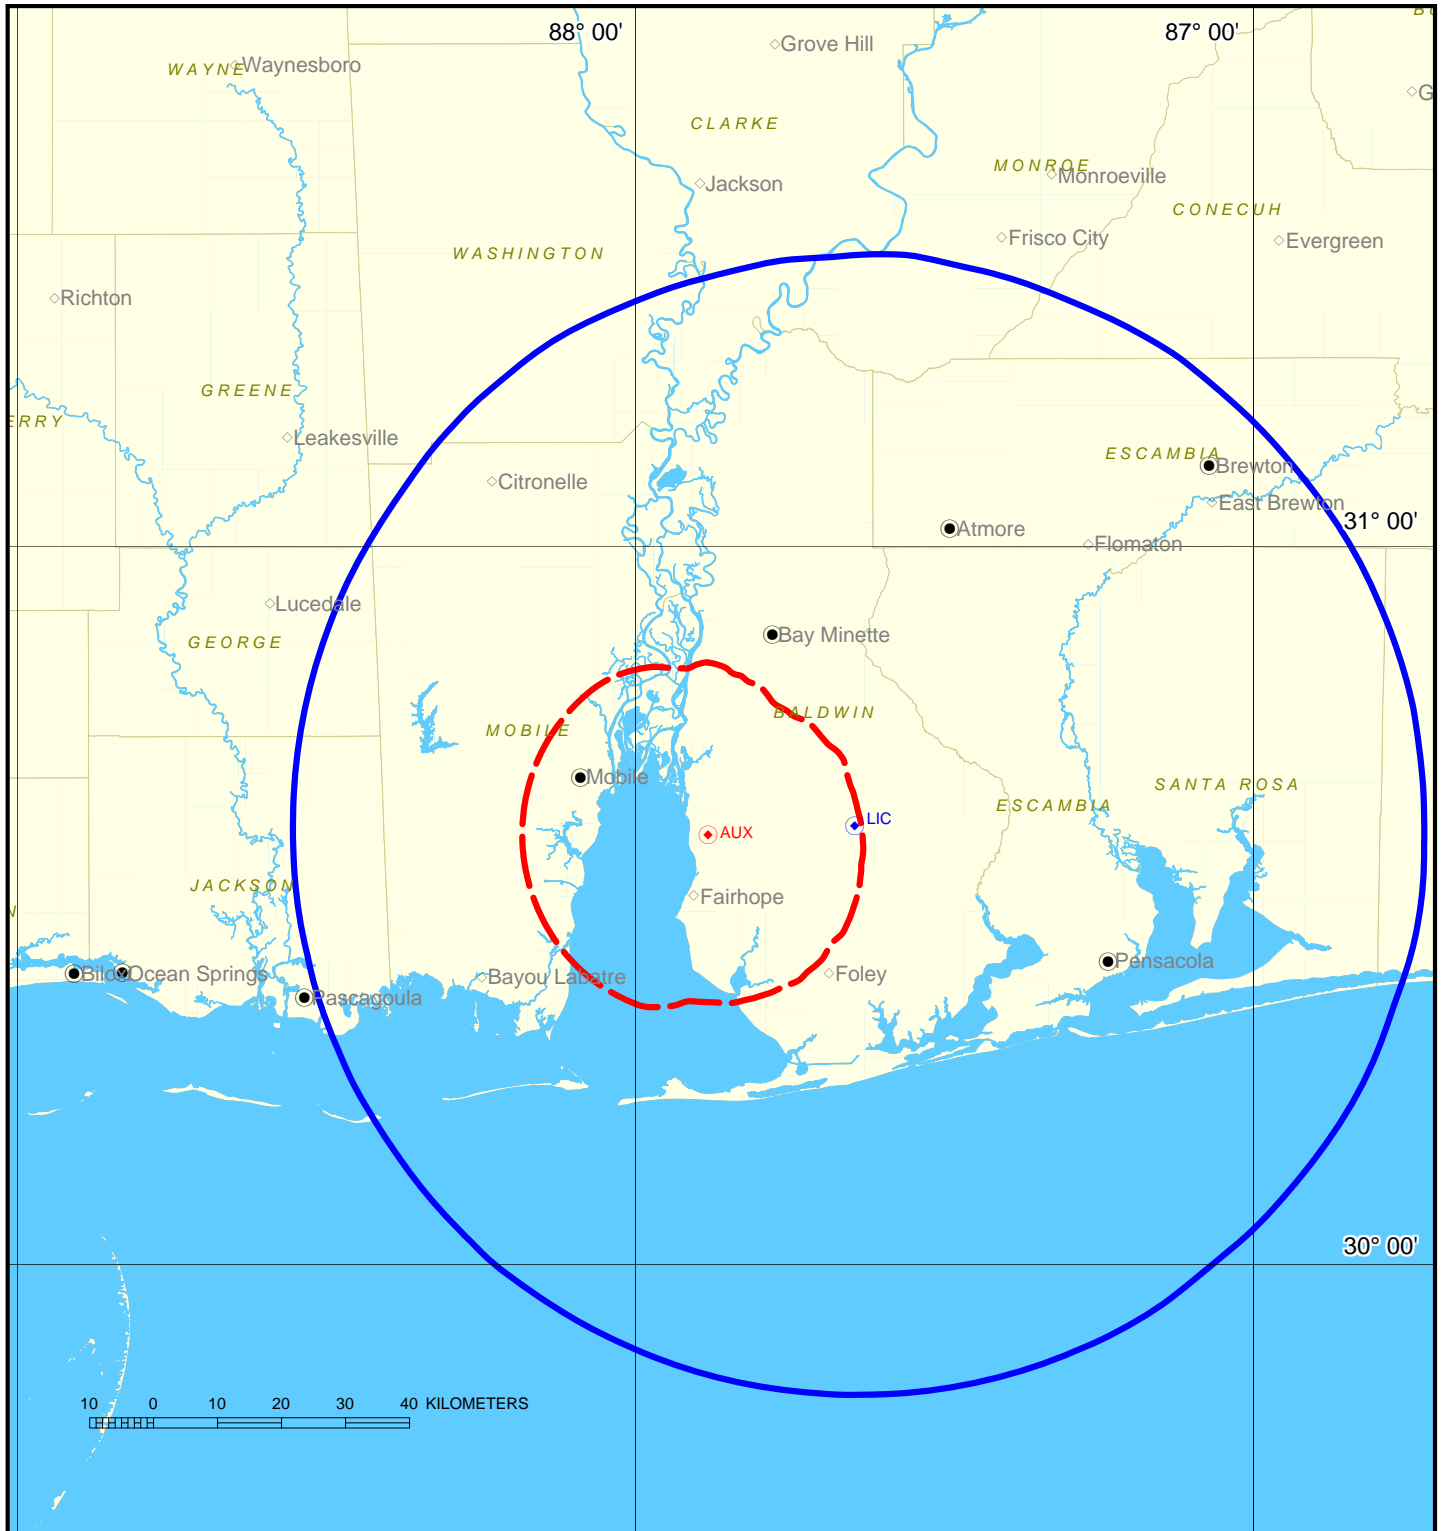 88° 00'
87° 00'
Grove Hill
WAYNE
Waynesboro
G
CLARKE
MONROE
Monroeville
Jackson
CONECUH
Frisco City
Evergreen
WASHINGTON
Richton
GREENE
ERRY
Leakesville
ESCAMBIA
Brewton
Citronelle
East Brewton
31° 00'
Atmore
Flomaton
Lucedale
GEORGE
Bay Minette
BALDWIN
MOBILE
Mobile
SANTA ROSA
ESCAMBIA
LIC
AUX
JACKSON
Fairhope
N
Biloxi
Ocean Springs
Bayou Labatre
Foley
Pensacola
Pascagoula
30° 00'
10 0 10 20 30 40 KILOMETERS